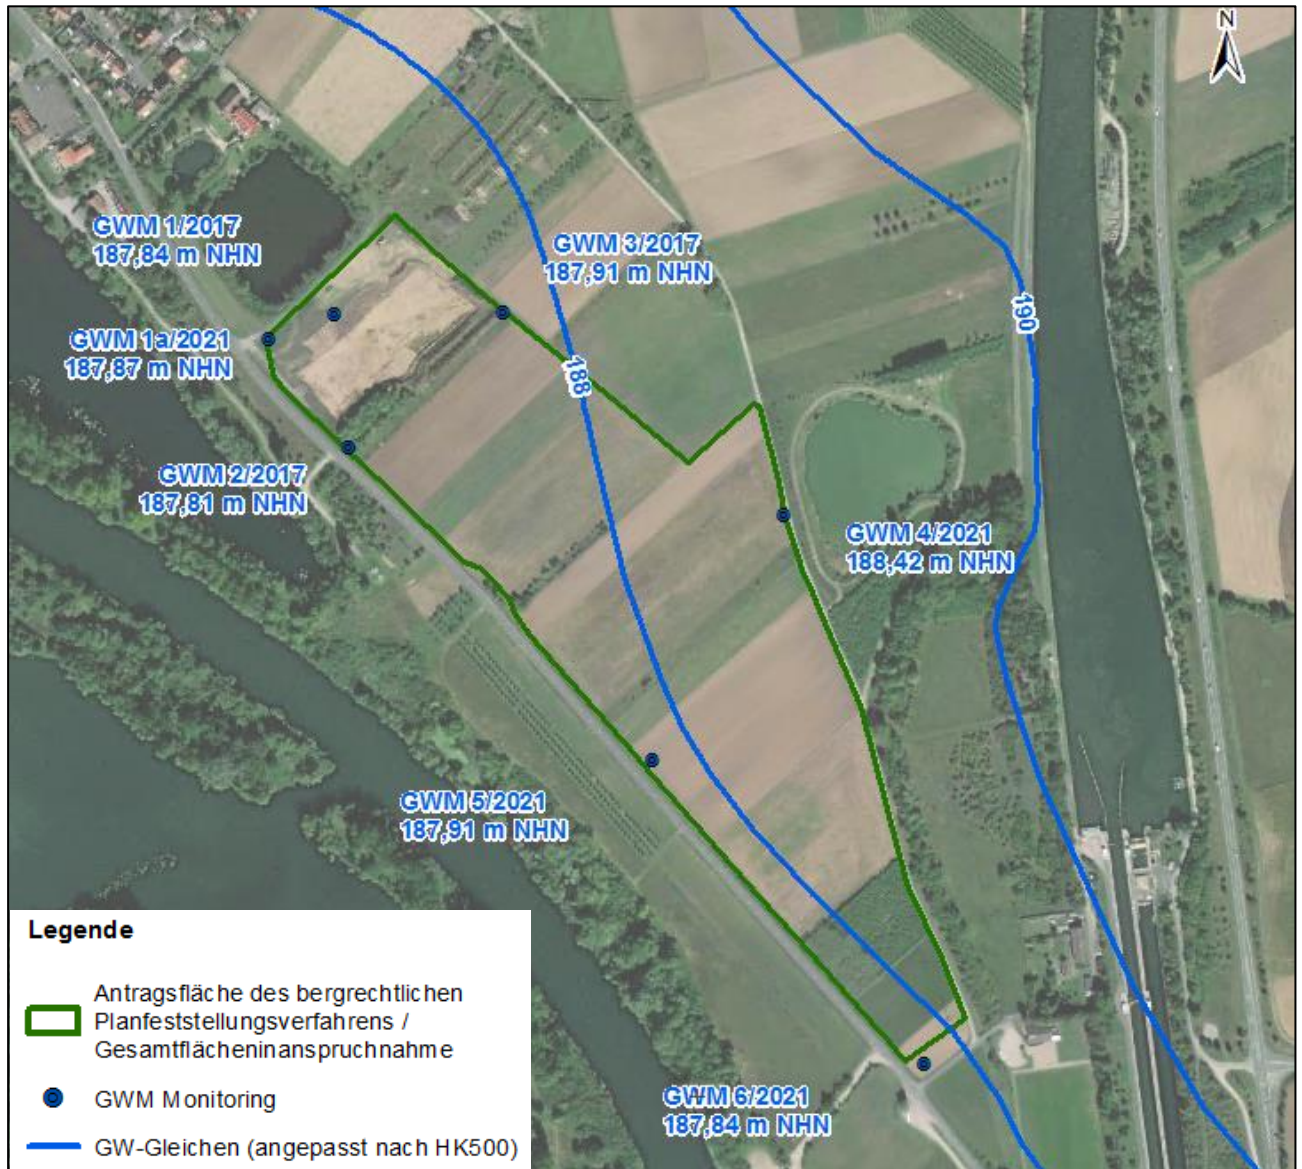 N
GWM 1/2017
187,84 m NHN
GWM 3/2017
187,91 m NHN
190
GWM 1a/2021
187,87 m NHN
188
GWM 2/2017
187,81 m NHN
GWM 4/2021
188,42 m NHN
GWM 5/2021
187,91 m NHN
GWM 6/2021
187,84 m NHN
Legende
Antragsfläche des bergrechtlichen
Planfeststellungsverfahrens /
Gesamtflächeninanspruchnahme
GWM Monitoring
GW-Gleichen (angepasst nach HK500)